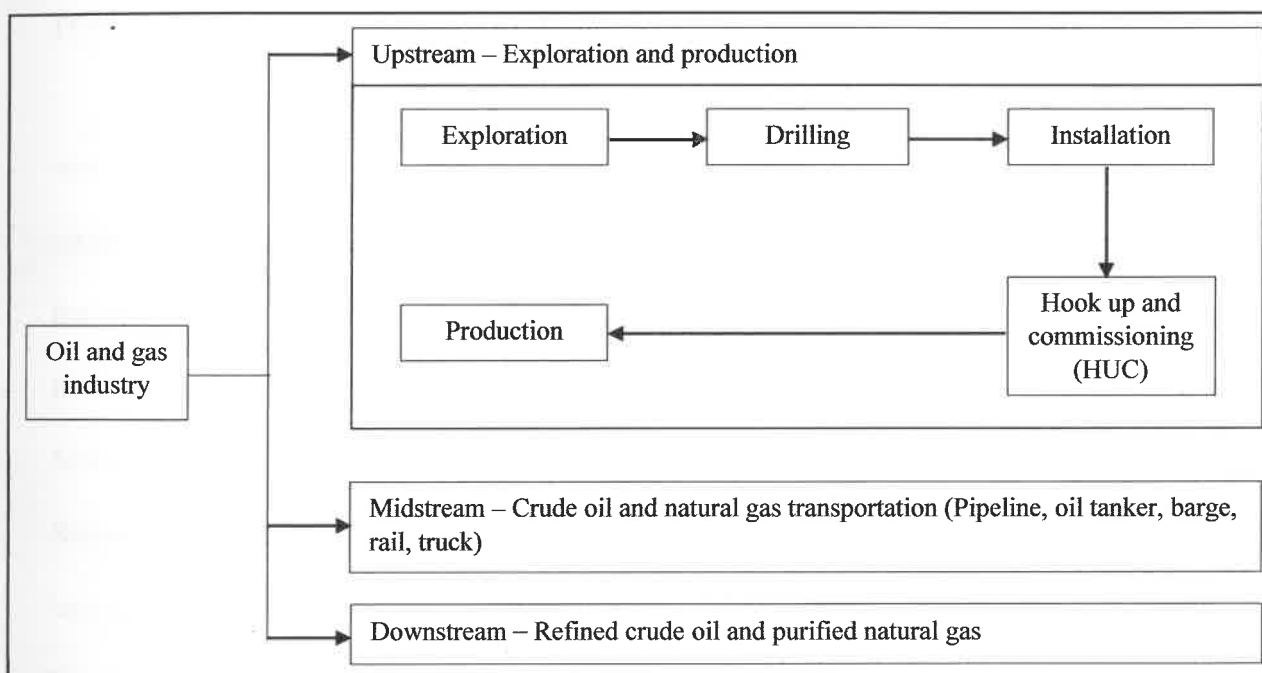 Upstream – Exploration and production
Exploration
Drilling
Installation
Hook up and
commissioning
(HUC)
Production
Oil and gas
industry
Midstream – Crude oil and natural gas transportation (Pipeline, oil tanker, barge,
rail, truck)
Downstream – Refined crude oil and purified natural gas